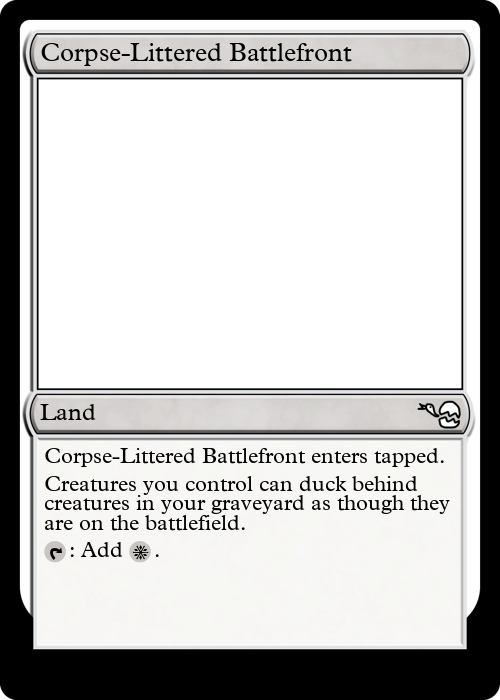 Corpse-Littered Battlefront
Land
Corpse-Littered Battlefront enters tapped.
Creatures you control can duck behind
creatures in your graveyard as though they
are on the battlefield.
: Add .